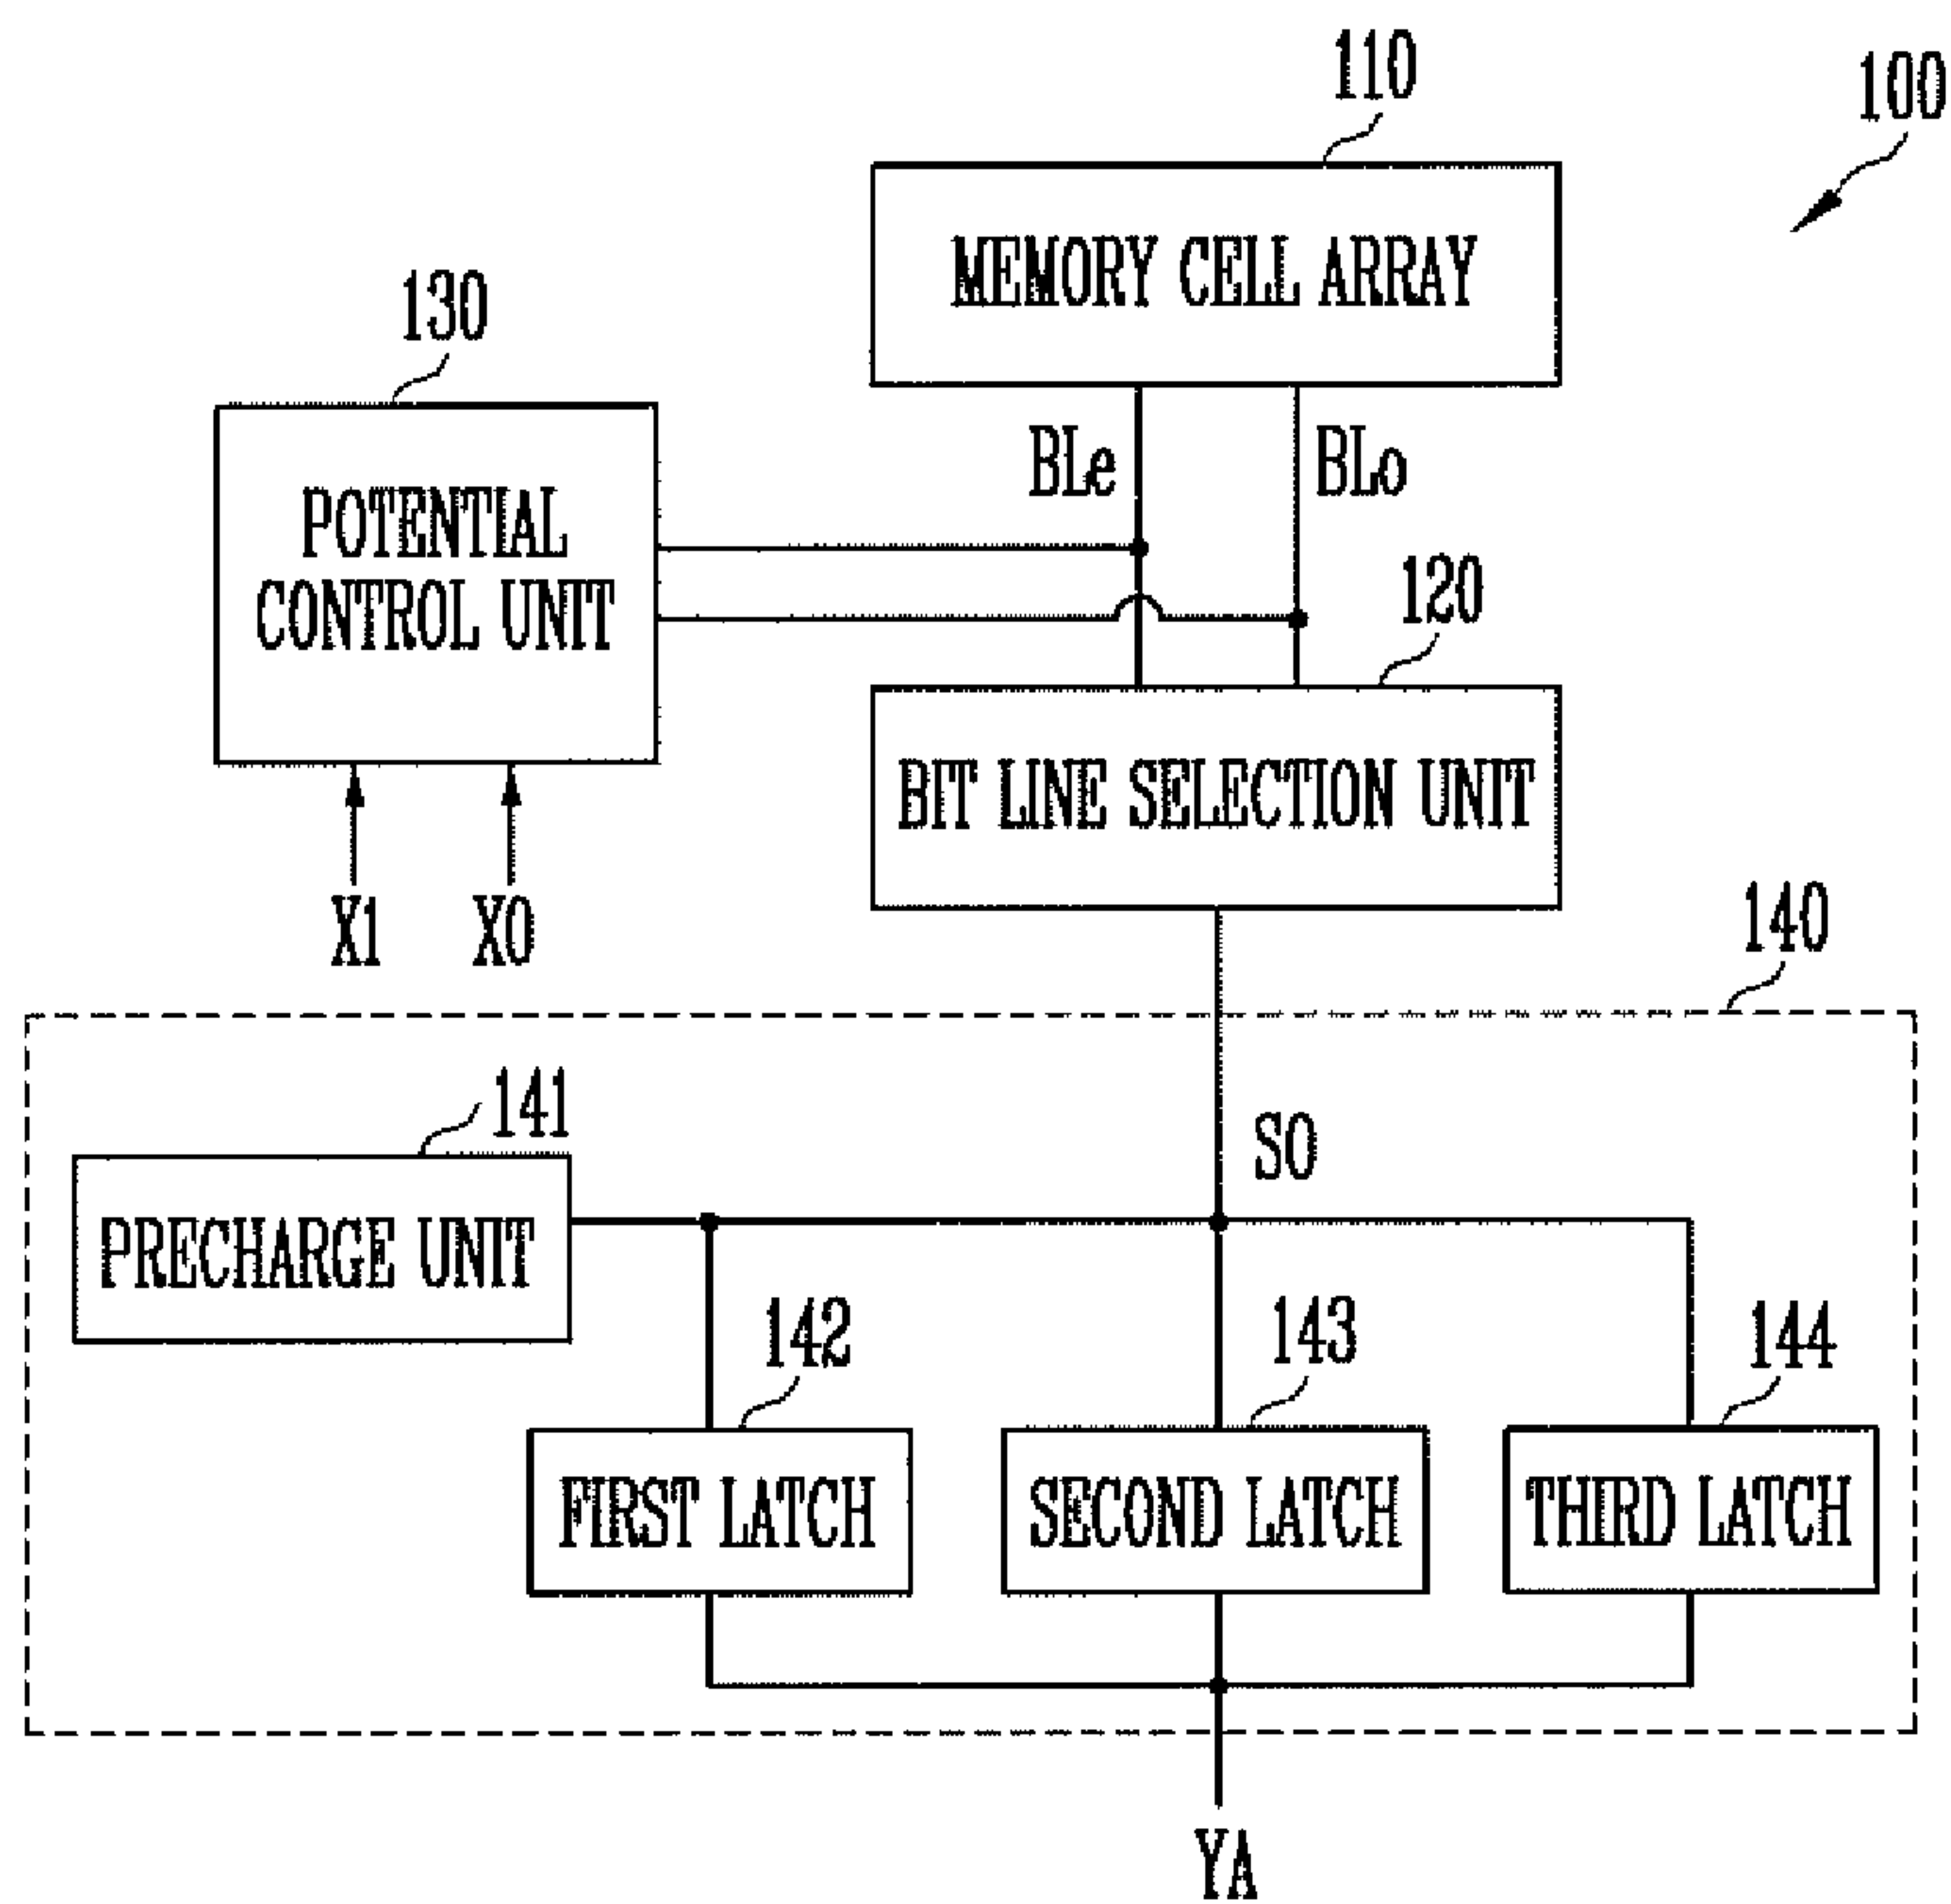 110
100
MEMORY CELL ARRAY
130
BLe
BLo
POTENTIAL
CONTROL UNIT
120
BIT LINE SELECTION UNIT
X1
X0
140
141
SO
PRECHARGE UNIT
142
143
144
FIRST LATCH
SECOND LATCH
THIRD LATCH
YA